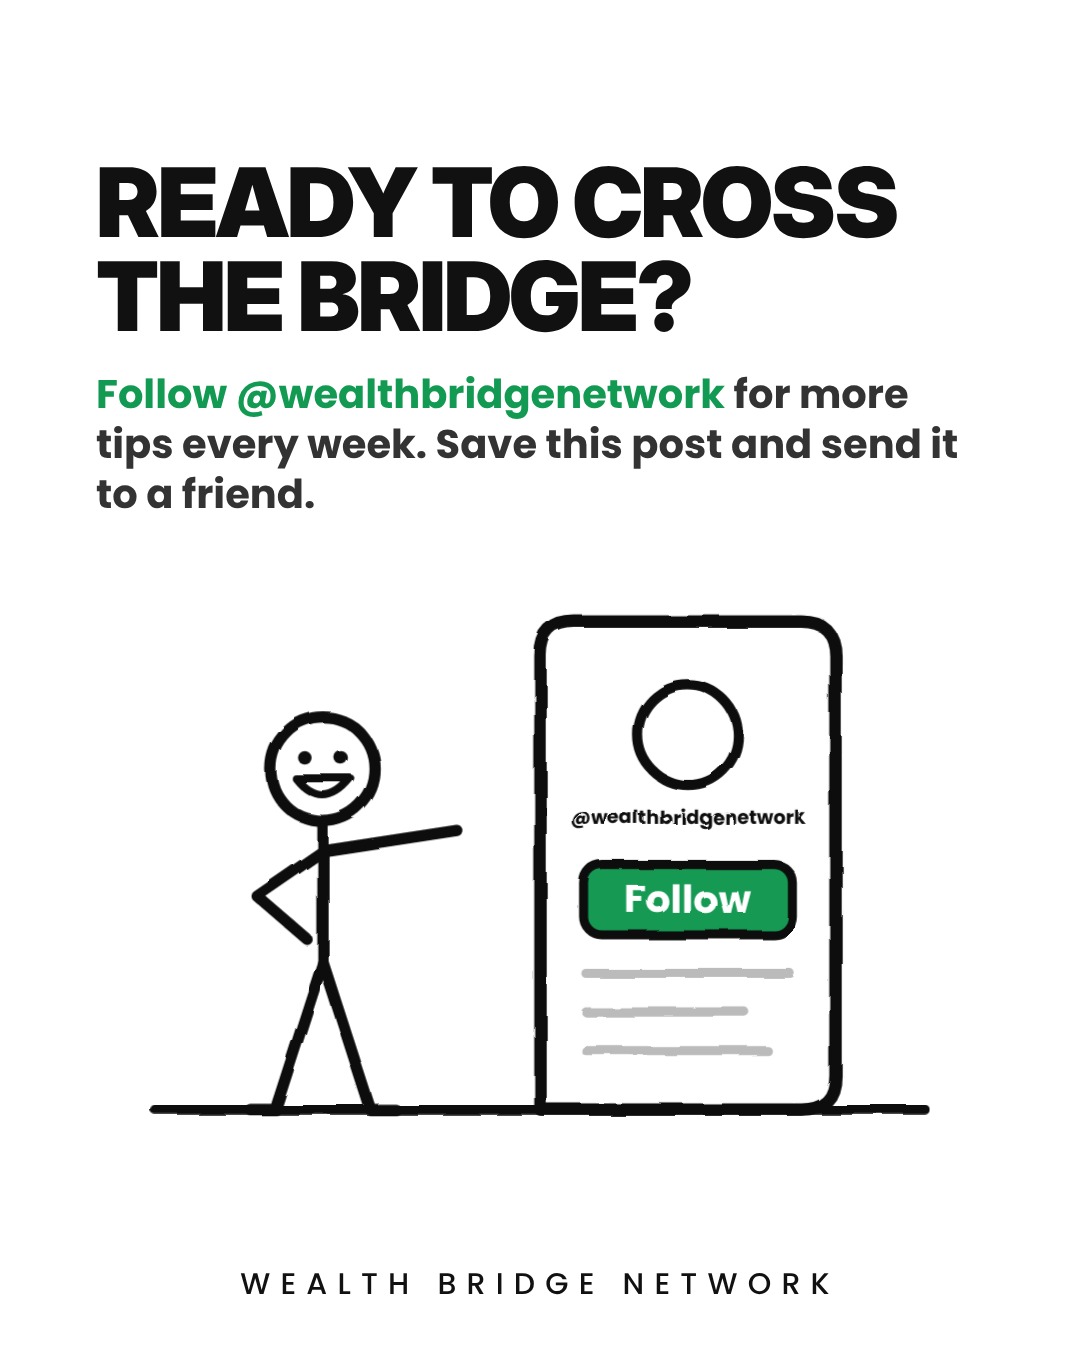 READY TO CROSS
THE BRIDGE?
Follow @wealthbridgenetwork for more
tips every week. Save this post and send it
to a friend.
@wealthbridgenetwork
Follow
WEALTH BRIDGE NETWORK